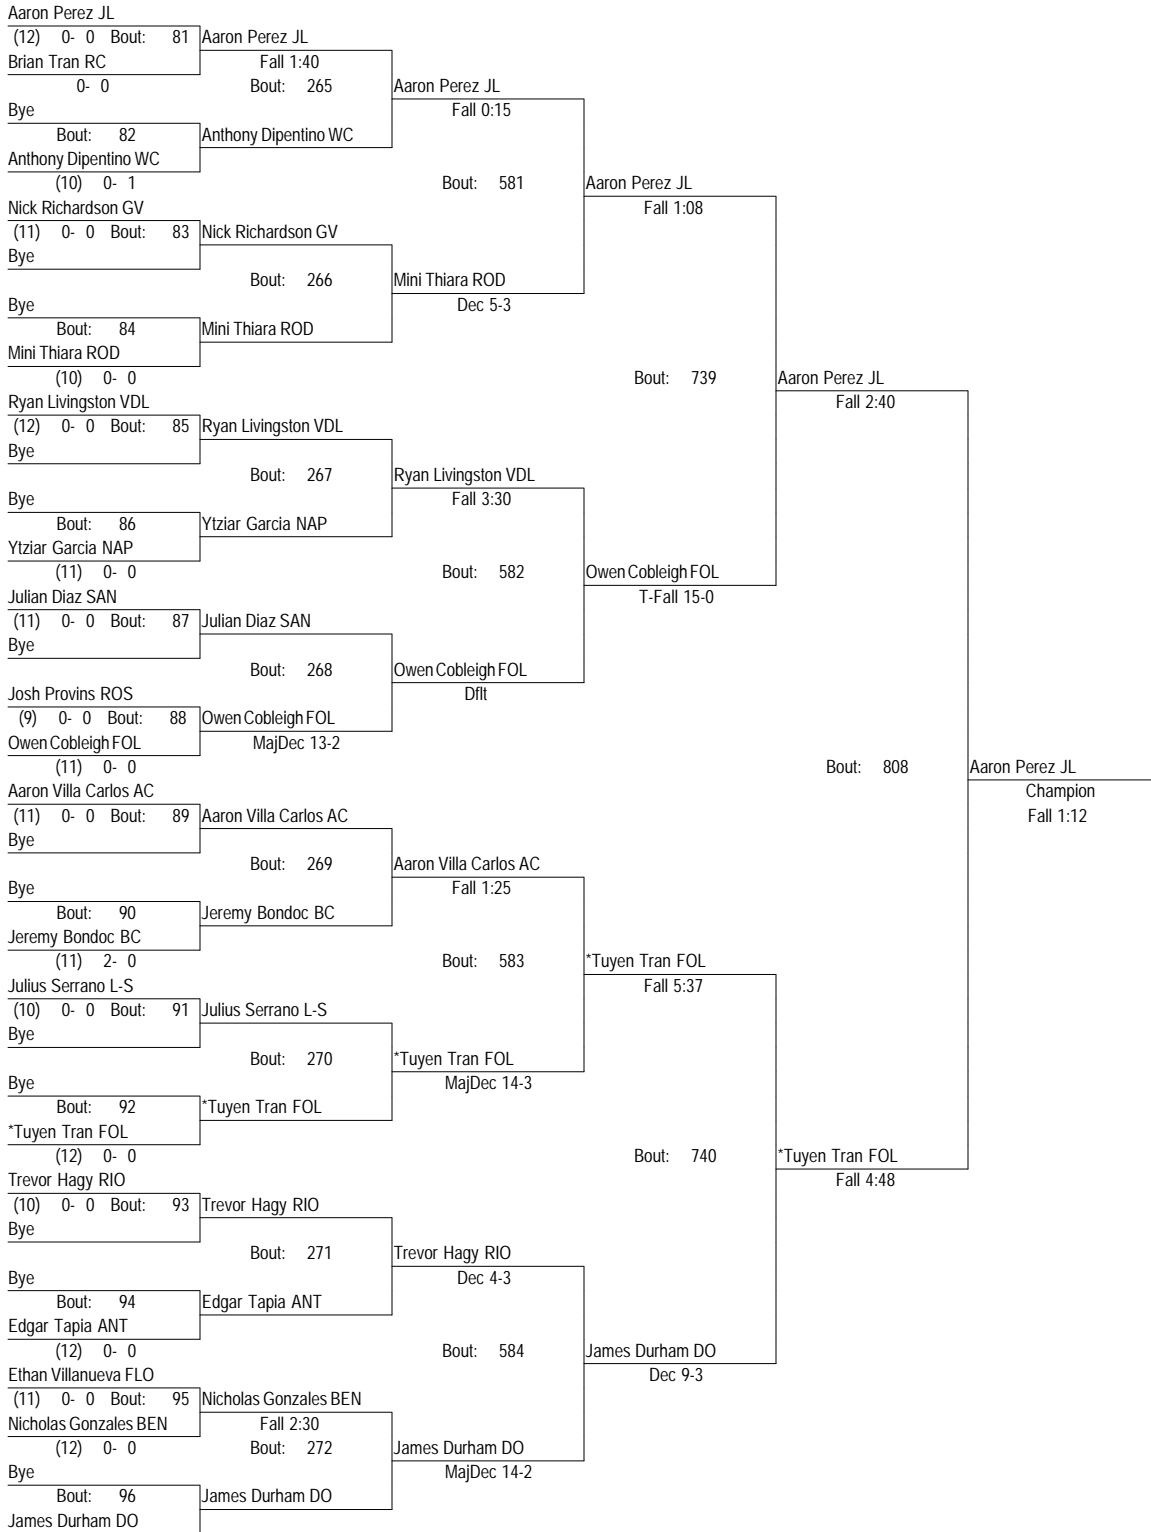 Aaron Perez JL
(12) 0- 0 Bout: 81 Aaron Perez JL
Brian Tran RC Fall 1:40
0- 0 Bout: 265 Aaron Perez JL
Bye Fall 0:15
Bout: 82 Anthony Dipentino WC
Anthony Dipentino WC
(10) 0- 1 Bout: 581 Aaron Perez JL
Nick Richardson GV Fall 1:08
(11) 0- 0 Bout: 83 Nick Richardson GV
Bye
Bout: 266 Mini Thiara ROD
Bye Dec 5-3
Bout: 84 Mini Thiara ROD
Mini Thiara ROD
(10) 0- 0 Bout: 739 Aaron Perez JL
Ryan Livingston VDL Fall 2:40
(12) 0- 0 Bout: 85 Ryan Livingston VDL
Bye
Bout: 267 Ryan Livingston VDL
Bye Fall 3:30
Bout: 86 Ytziar Garcia NAP
Ytziar Garcia NAP
(11) 0- 0 Bout: 582 Owen Cobleigh FOL
Julian Diaz SAN T-Fall 15-0
(11) 0- 0 Bout: 87 Julian Diaz SAN
Bye
Bout: 268 Owen Cobleigh FOL
Josh Provins ROS Dflt
(9) 0- 0 Bout: 88 Owen Cobleigh FOL
Owen Cobleigh FOL MajDec 13-2
(11) 0- 0 Bout: 808 Aaron Perez JL
Aaron Villa Carlos AC Champion
(11) 0- 0 Bout: 89 Aaron Villa Carlos AC Fall 1:12
Bye
Bout: 269 Aaron Villa Carlos AC
Bye Fall 1:25
Bout: 90 Jeremy Bondoc BC
Jeremy Bondoc BC
(11) 2- 0 Bout: 583 *Tuyen Tran FOL
Julius Serrano L-S Fall 5:37
(10) 0- 0 Bout: 91 Julius Serrano L-S
Bye
Bout: 270 *Tuyen Tran FOL
Bye MajDec 14-3
Bout: 92 *Tuyen Tran FOL
*Tuyen Tran FOL
(12) 0- 0 Bout: 740 *Tuyen Tran FOL
Trevor Hagy RIO Fall 4:48
(10) 0- 0 Bout: 93 Trevor Hagy RIO
Bye
Bout: 271 Trevor Hagy RIO
Bye Dec 4-3
Bout: 94 Edgar Tapia ANT
Edgar Tapia ANT
(12) 0- 0 Bout: 584 James Durham DO
Ethan Villanueva FLO Dec 9-3
(11) 0- 0 Bout: 95 Nicholas Gonzales BEN
Nicholas Gonzales BEN Fall 2:30
(12) 0- 0 Bout: 272 James Durham DO
Bye MajDec 14-2
Bout: 96 James Durham DO
James Durham DO